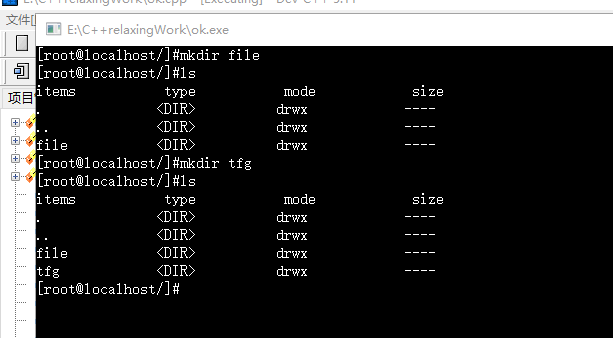 E:\C++relaxingWork\ok.cpp - [Executing] - Dev-C++ 5.11
文件[
E:\C++relaxingWork\ok.exe
项目
[root@localhost/]#mkdir file
[root@localhost/]#ls
items type mode size
. <DIR> drwx ----
.. <DIR> drwx ----
file <DIR> drwx ----
[root@localhost/]#mkdir tfg
[root@localhost/]#ls
items type mode size
. <DIR> drwx ----
.. <DIR> drwx ----
file <DIR> drwx ----
tfg <DIR> drwx ----
[root@localhost/]#